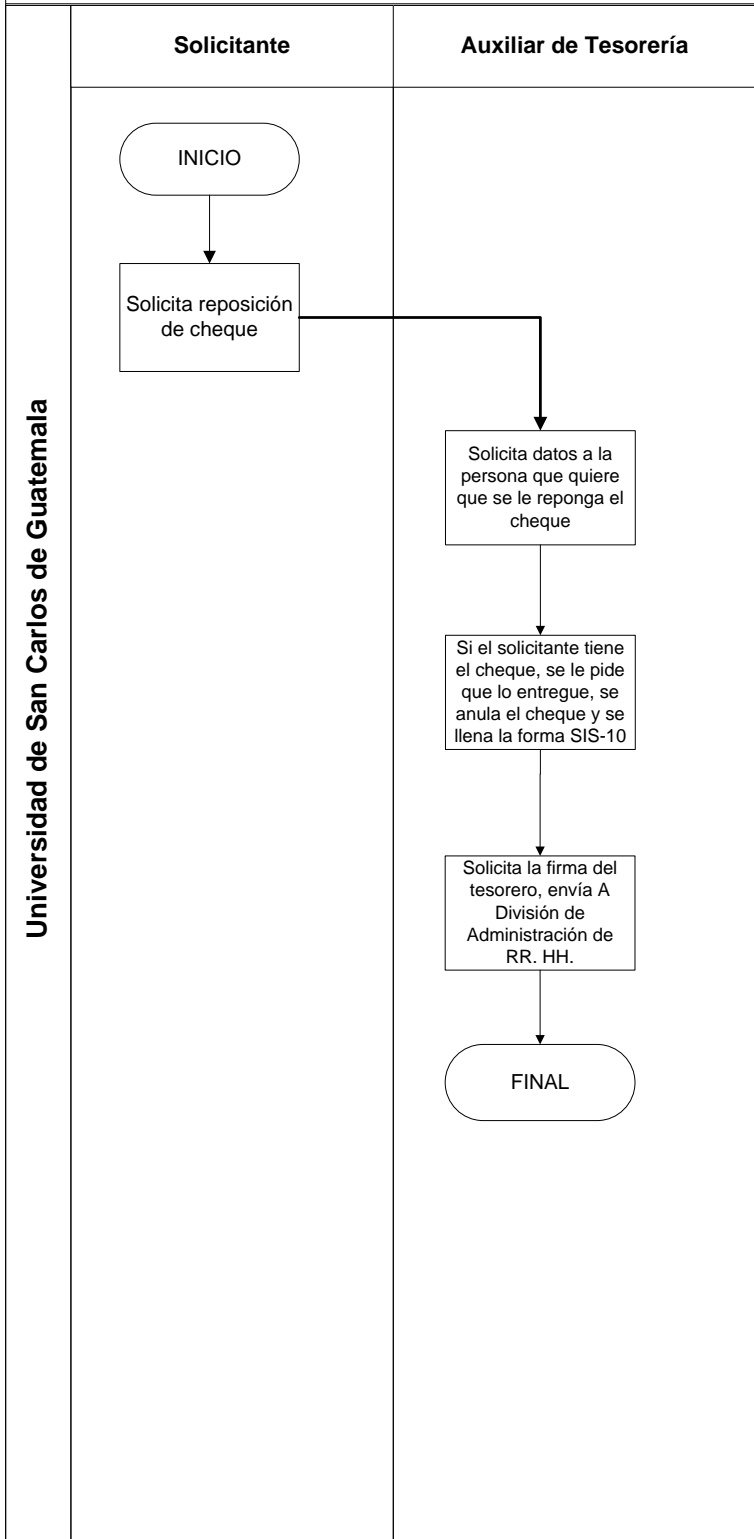 Solicitante
Auxiliar de Tesorería
Universidad de San Carlos de Guatemala
INICIO
Solicita reposición
de cheque
Solicita datos a la
persona que quiere
que se le reponga el
cheque
Si el solicitante tiene
el cheque, se le pide
que lo entregue, se
anula el cheque y se
llena la forma SIS-10
Solicita la firma del
tesorero, envía A
División de
Administración de
RR. HH.
FINAL